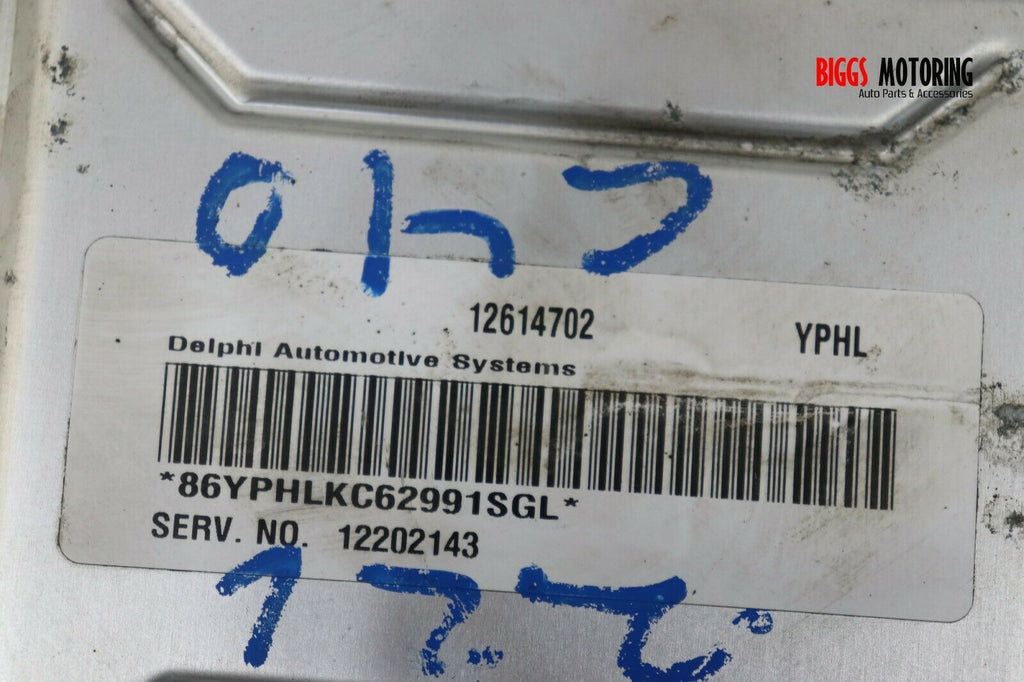 BIGGS MOTORING
Auto Parts & Accessories
12614702 YPHL
Delphi Automotive Systems
*86YPHLKC62991SGL*
SERV. NO. 12202143